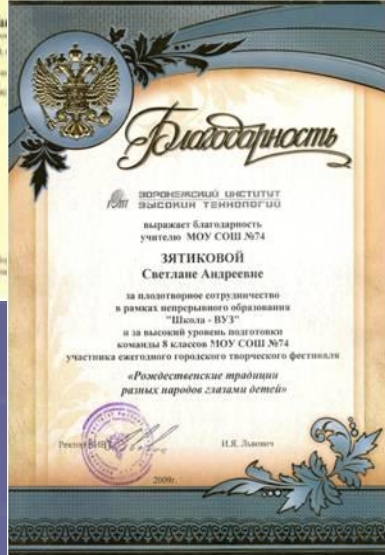 Благодарность
ВОРОНЕЖСКИЙ ИНСТИТУТ
ВЫСОКИХ ТЕХНОЛОГИЙ
выражает благодарность
учителю МОУ СОШ №74
ЗЯТИКОВОЙ
Светлане Андреевне
за плодотворное сотрудничество
в рамках непрерывного образования
"Школа - ВУЗ"
и за высокий уровень подготовки
команды 8 классов МОУ СОШ №74
участника ежегодного городского творческого фестиваля
«Рождественские традиции
разных народов глазами детей»
Ректор ВИВТ И.Я. Львович
2009г.